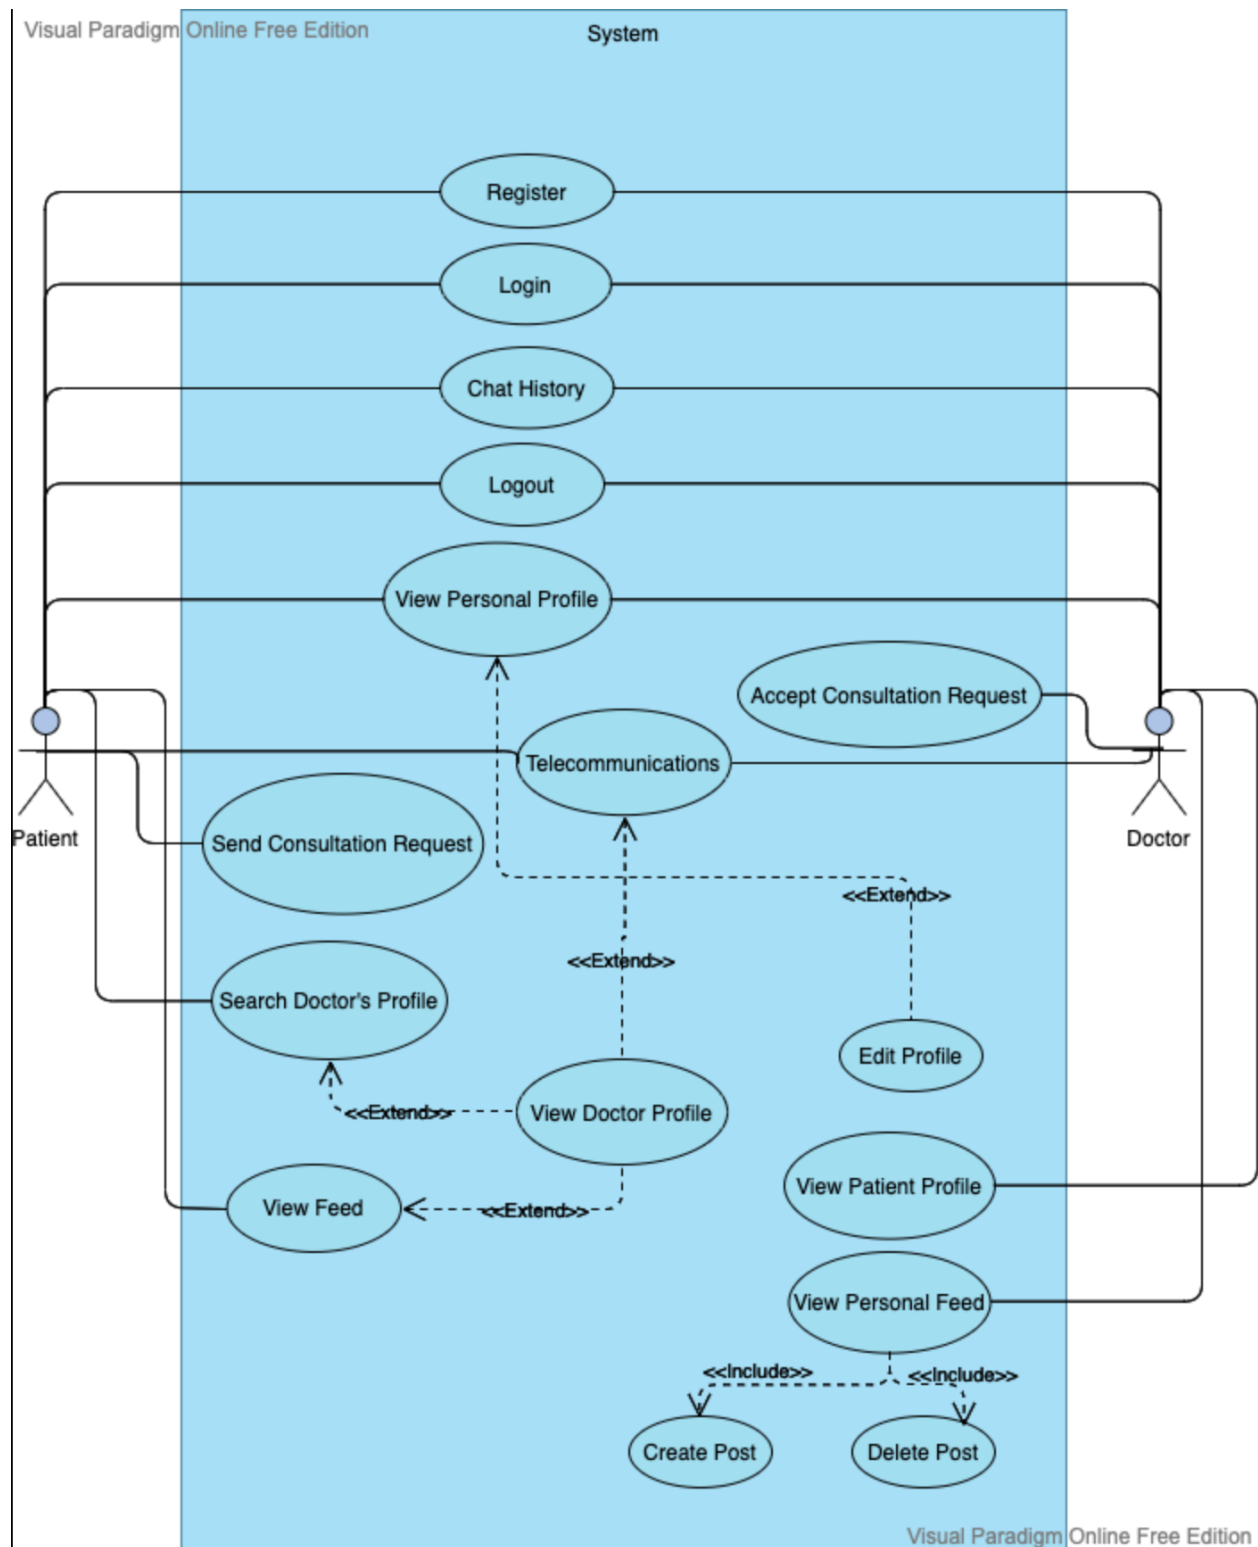 Visual Paradigm Online Free Edition
System
Register
Login
Chat History
Logout
View Personal Profile
Accept Consultation Request
Telecommunications
Patient
Doctor
Send Consultation Request
<<Extend>>
<<Extend>>
Search Doctor's Profile
Edit Profile
<<Extend>>
View Doctor Profile
View Patient Profile
View Feed
<<Extend>>
View Personal Feed
<<Include>>
<<Include>>
Create Post
Delete Post
Visual Paradigm Online Free Edition